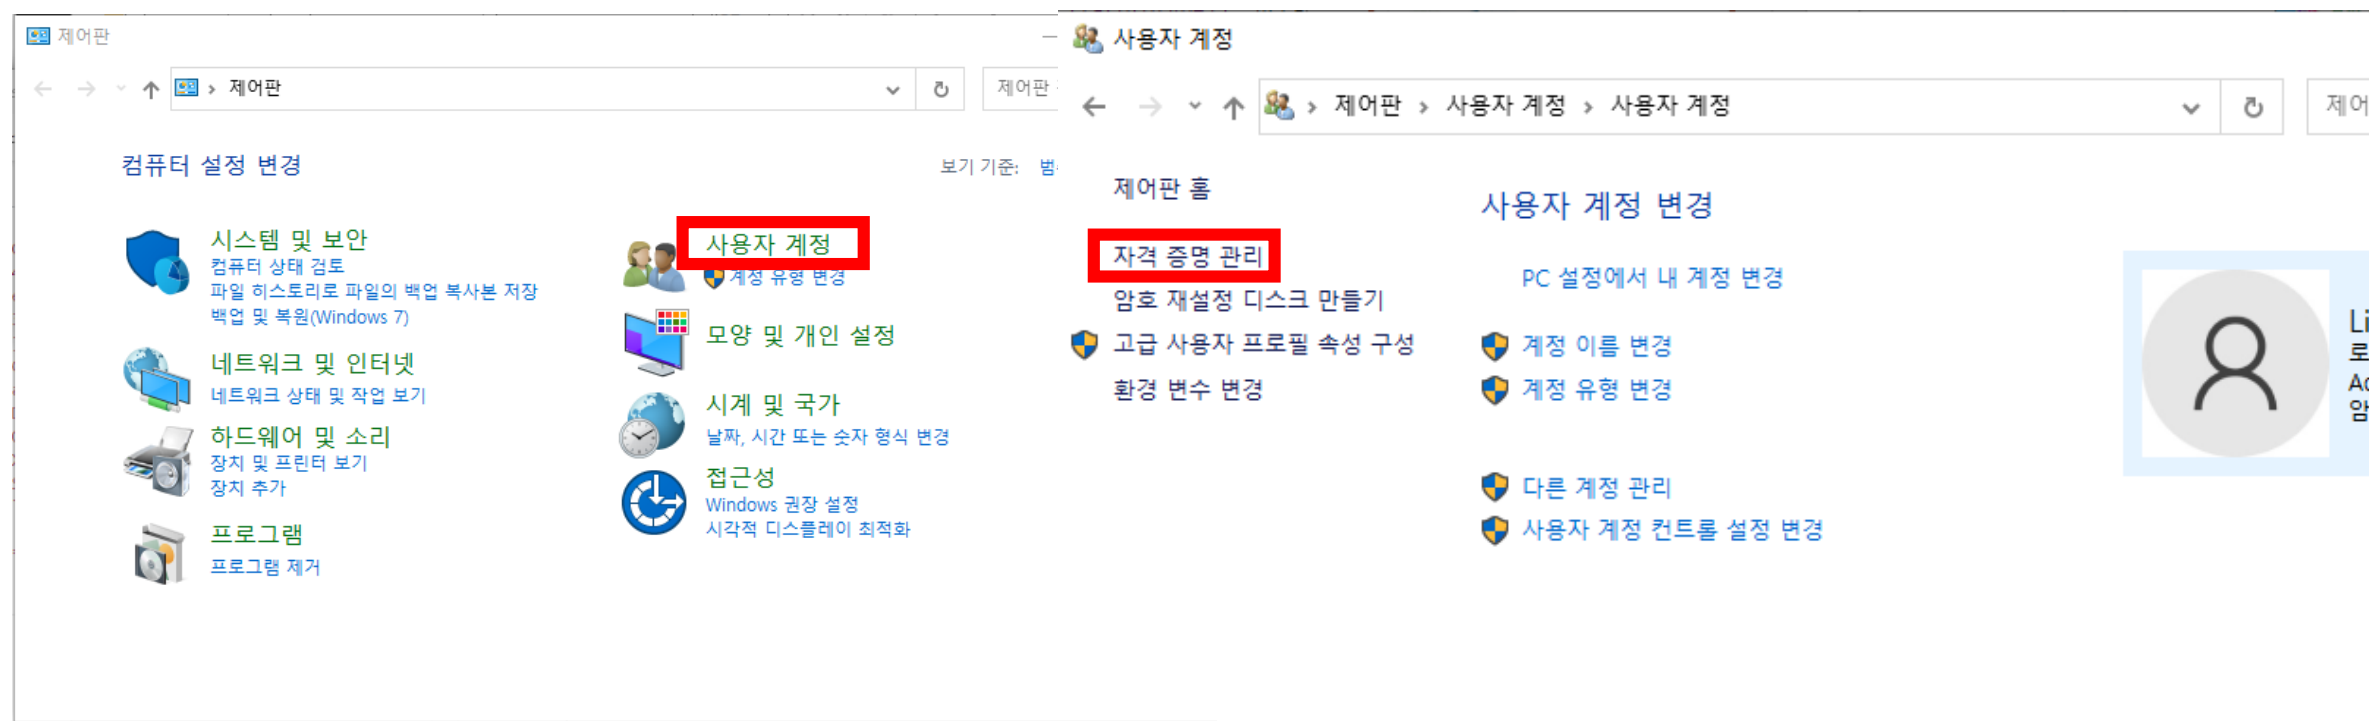 제어판
제어판
제어판
컴퓨터 설정 변경
보기 기준:
시스템 및 보안
컴퓨터 상태 검토
파일 히스토리로 파일의 백업 복사본 저장
백업 및 복원(Windows 7)
네트워크 및 인터넷
네트워크 상태 및 작업 보기
하드웨어 및 소리
장치 및 프린터 보기
장치 추가
프로그램
프로그램 제거
사용자 계정
계정 유형 변경
모양 및 개인 설정
시계 및 국가
날짜, 시간 또는 숫자 형식 변경
접근성
Windows 권장 설정
시각적 디스플레이 최적화
사용자 계정
제어판 › 사용자 계정 › 사용자 계정
제어판 홈
자격 증명 관리
암호 재설정 디스크 만들기
고급 사용자 프로필 속성 구성
환경 변수 변경
사용자 계정 변경
PC 설정에서 내 계정 변경
계정 이름 변경
계정 유형 변경
다른 계정 관리
사용자 계정 컨트롤 설정 변경